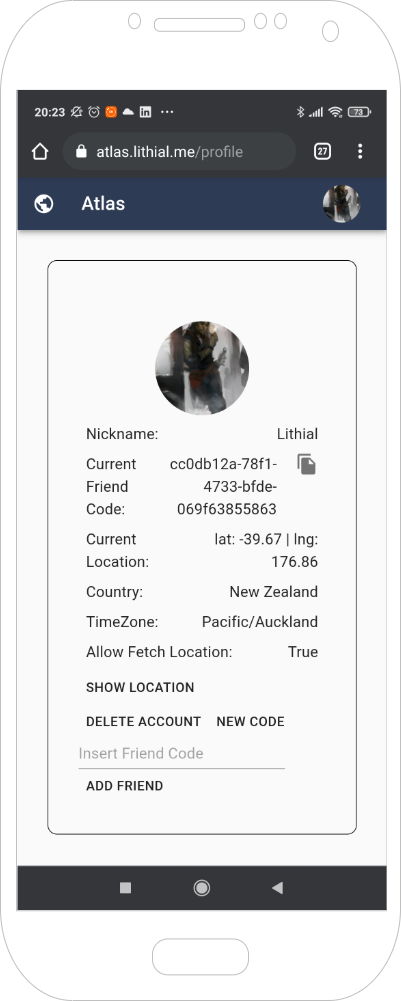 20:23 73
atlas.lithial.me/profile 27
Atlas
Nickname: Lithial
Current cc0db12a-78f1-
Friend 4733-bfde-
Code: 069f63855863
Current lat: -39.67 | lng:
Location: 176.86
Country: New Zealand
TimeZone: Pacific/Auckland
Allow Fetch Location: True
SHOW LOCATION
DELETE ACCOUNT NEW CODE
Insert Friend Code
ADD FRIEND